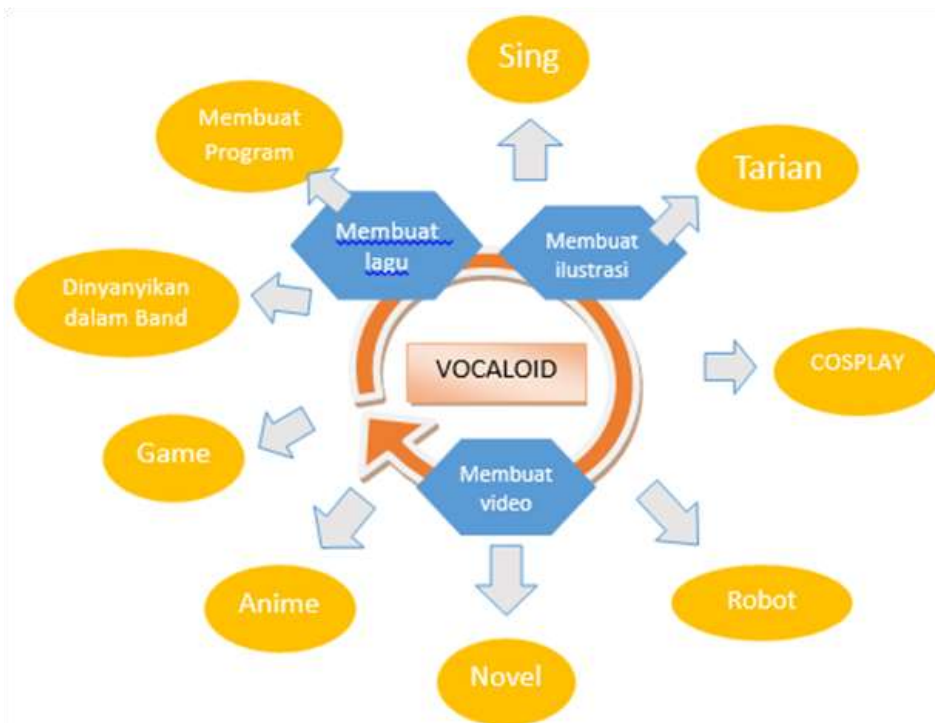 Sing
Membuat
Program
Tarian
Membuat
lagu
Membuat
ilustrasi
Dinyanyikan
dalam Band
VOCALOID
COSPLAY
Game
Membuat
video
Anime
Robot
Novel